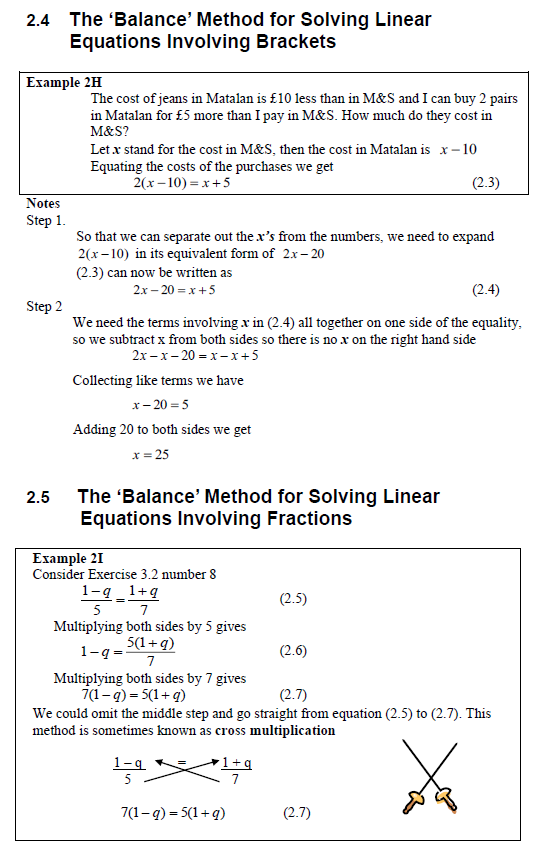 2.4 The ‘Balance’ Method for Solving Linear
Equations Involving Brackets
Example 2H
The cost of jeans in Matalan is £10 less than in M&S and I can buy 2 pairs
in Matalan for £5 more than I pay in M&S. How much do they cost in
M&S?
Let x stand for the cost in M&S, then the cost in Matalan is x − 10
Equating the costs of the purchases we get
2(x − 10) = x + 5 (2.3)
Notes
Step 1.
So that we can separate out the x’s from the numbers, we need to expand
2(x − 10) in its equivalent form of 2x − 20
(2.3) can now be written as
2x − 20 = x + 5 (2.4)
Step 2
We need the terms involving x in (2.4) all together on one side of the equality,
so we subtract x from both sides so there is no x on the right hand side
2x − x − 20 = x − x + 5
Collecting like terms we have
x − 20 = 5
Adding 20 to both sides we get
x = 25
2.5 The ‘Balance’ Method for Solving Linear
Equations Involving Fractions
Example 2I
Consider Exercise 3.2 number 8
1 − q 1 + q
= (2.5)
5 7
Multiplying both sides by 5 gives
5(1 + q)
1 − q = (2.6)
7
Multiplying both sides by 7 gives
7(1 − q) = 5(1 + q) (2.7)
We could omit the middle step and go straight from equation (2.5) to (2.7). This
method is sometimes known as cross multiplication
1 − q = 1 + q
5 7
7(1 − q) = 5(1 + q) (2.7)